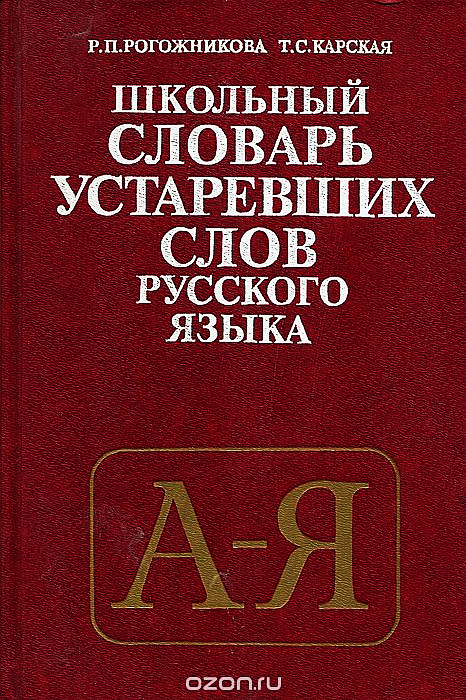 Р.П.РОГОЖНИКОВА Т.С.КАРСКАЯ
ШКОЛЬНЫЙ
СЛОВАРЬ
УСТАРЕВШИХ
СЛОВ
РУССКОГО
ЯЗЫКА
А-Я
ozon.ru